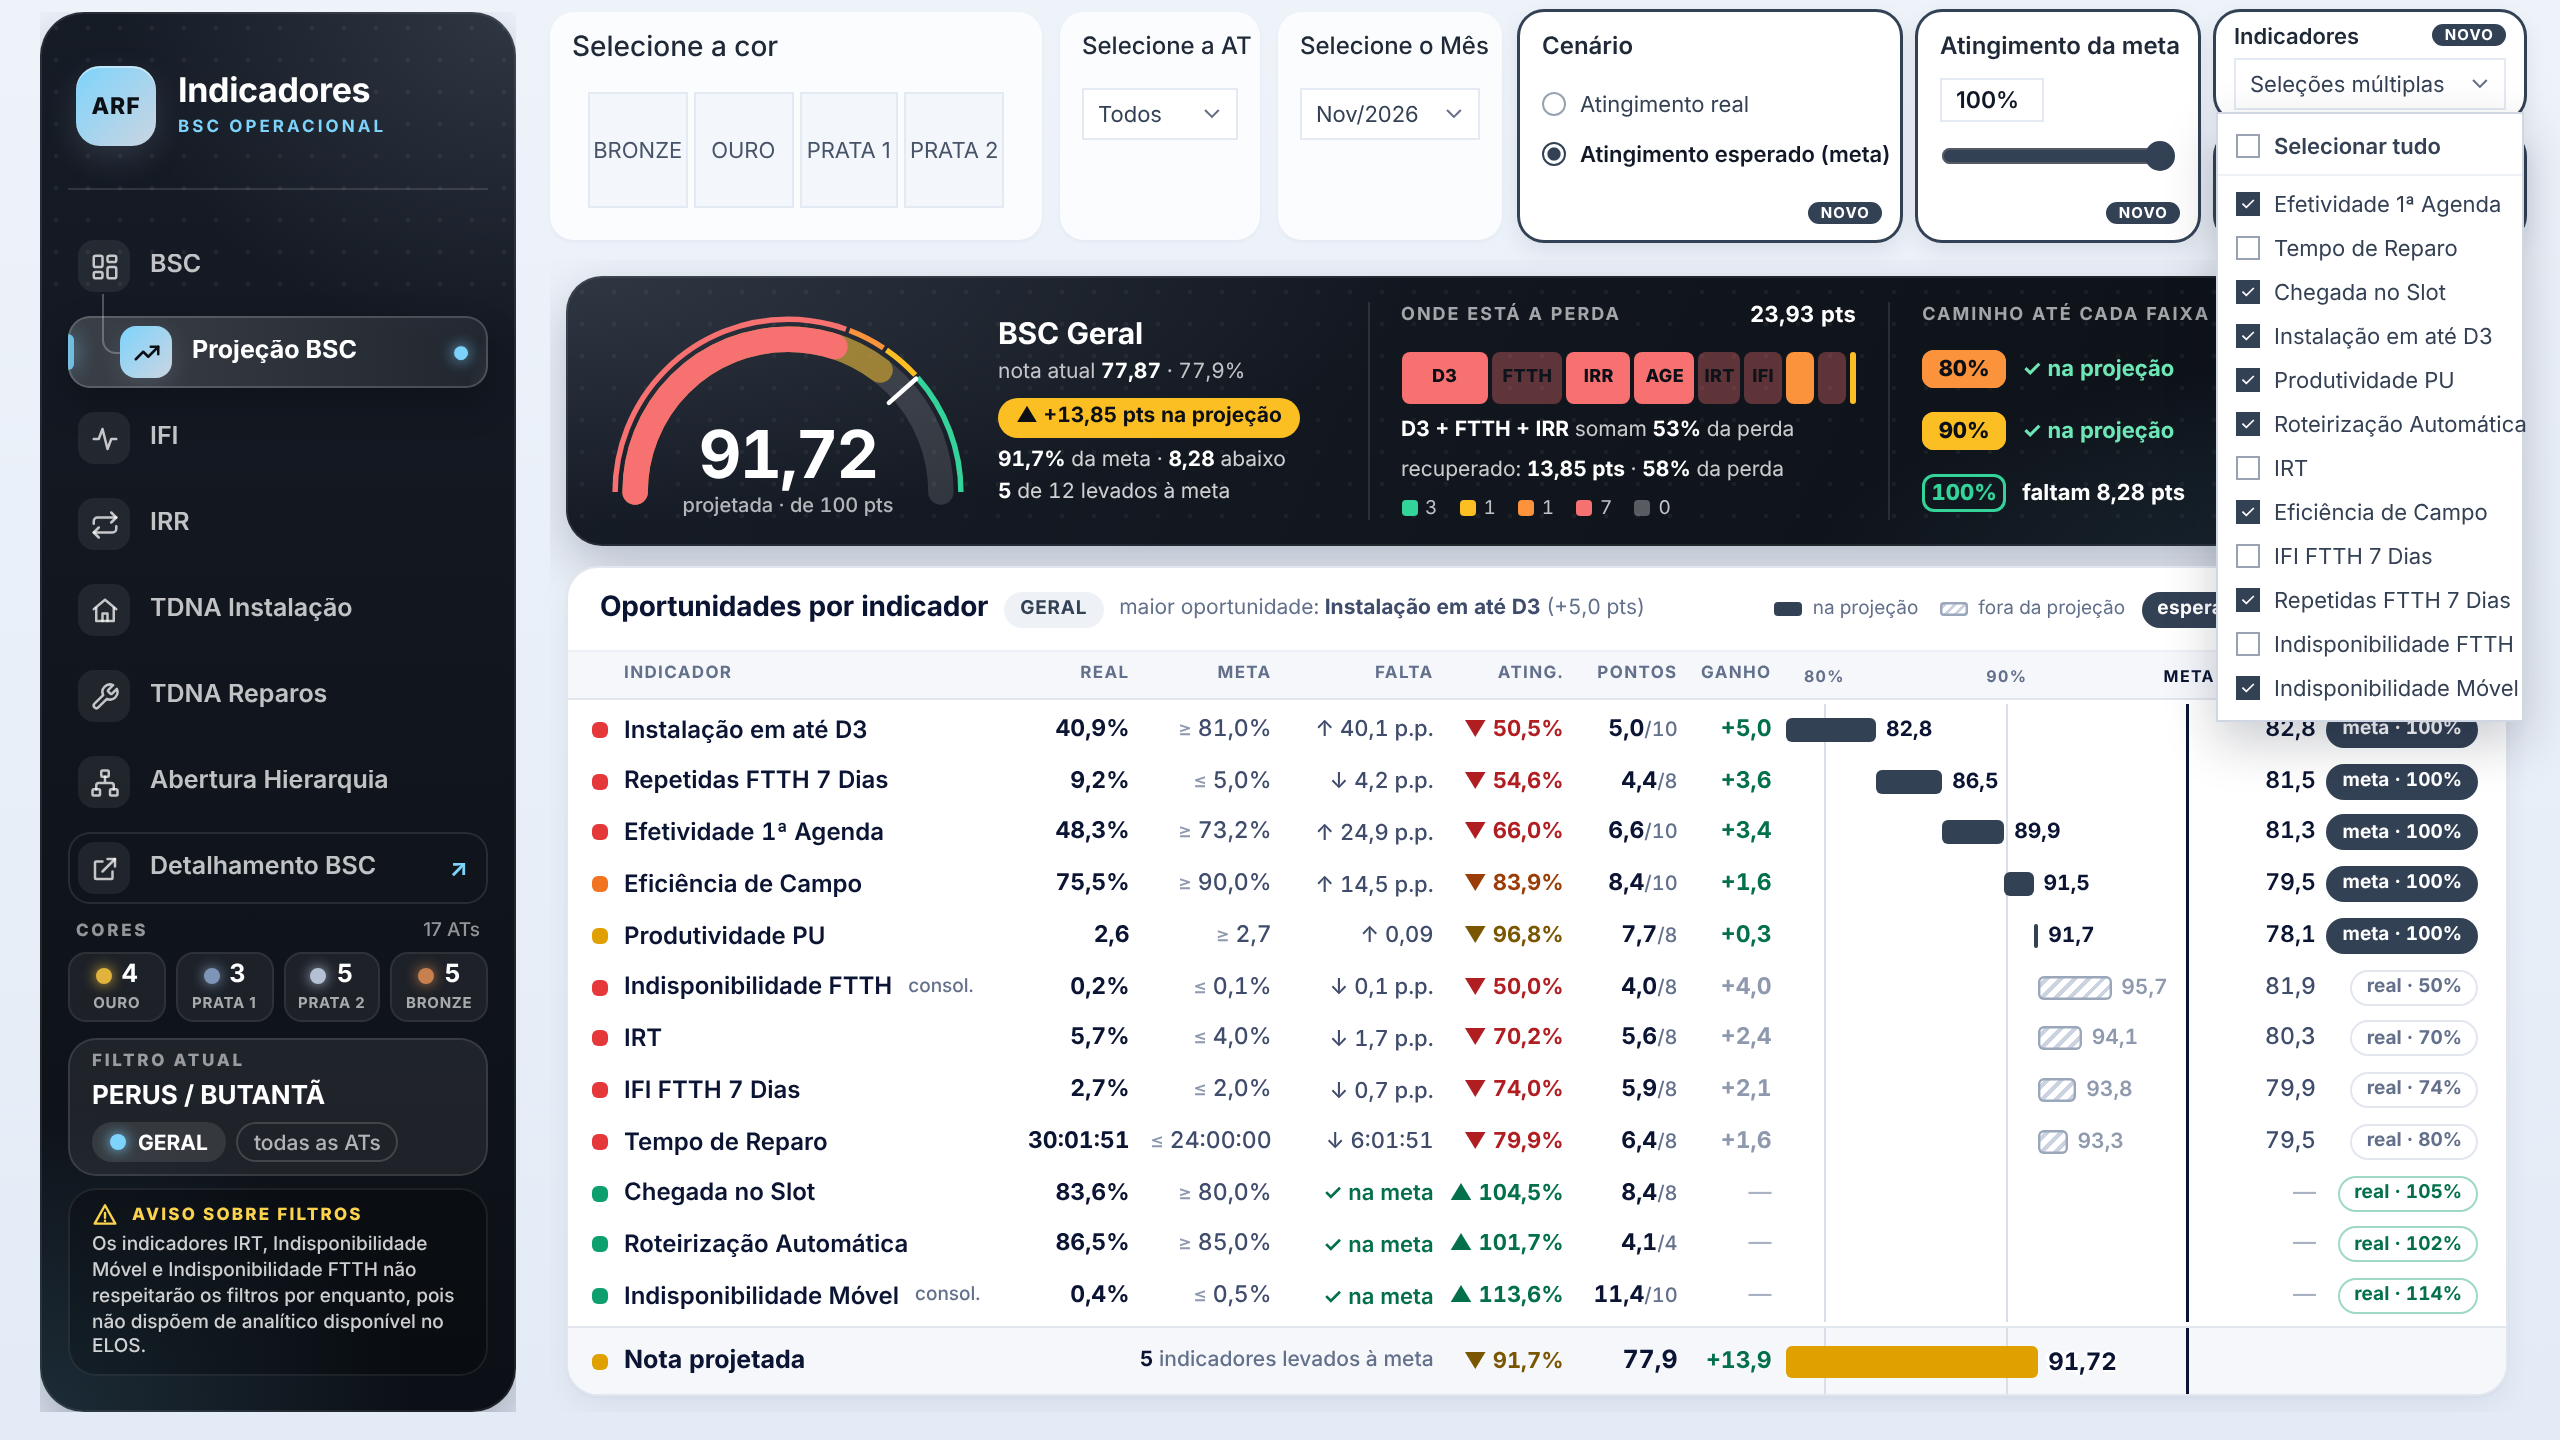 ARF
Indicadores
BSC OPERACIONAL
BSC
Projeção BSC
IFI
IRR
TDNA Instalação
TDNA Reparos
Abertura Hierarquia
Detalhamento BSC
CORES 17 ATs
4 3 5 5
OURO PRATA 1 PRATA 2 BRONZE
FILTRO ATUAL
PERUS / BUTANTÃ
GERAL todas as ATs
AVISO SOBRE FILTROS
Os indicadores IRT, Indisponibilidade
Móvel e Indisponibilidade FTTH não
respeitarão os filtros por enquanto, pois
não dispõem de analítico disponível no
ELOS.
Selecione a cor
BRONZE OURO PRATA 1 PRATA 2
Selecione a AT
Todos
Selecione o Mês
Nov/2026
Cenário
Atingimento real
Atingimento esperado (meta)
NOVO
Atingimento da meta
100%
NOVO
Indicadores NOVO
Seleções múltiplas
Selecionar tudo
Efetividade 1ª Agenda
Tempo de Reparo
Chegada no Slot
Instalação em até D3
Produtividade PU
Roteirização Automática
IRT
Eficiência de Campo
IFI FTTH 7 Dias
Repetidas FTTH 7 Dias
Indisponibilidade FTTH
Indisponibilidade Móvel
91,72
projetada · de 100 pts
BSC Geral
nota atual 77,87 · 77,9%
▲ +13,85 pts na projeção
91,7% da meta · 8,28 abaixo
5 de 12 levados à meta
ONDE ESTÁ A PERDA 23,93 pts
D3 FTTH IRR AGE IRT IFI
D3 + FTTH + IRR somam 53% da perda
recuperado: 13,85 pts · 58% da perda
3 1 1 7 0
CAMINHO ATÉ CADA FAIXA
80% ✓ na projeção
90% ✓ na projeção
100% faltam 8,28 pts
Oportunidades por indicador GERAL maior oportunidade: Instalação em até D3 (+5,0 pts) na projeção fora da projeção
INDICADOR REAL META FALTA ATING. PONTOS GANHO 80% 90% META
Instalação em até D3 40,9% ≥ 81,0% ↑ 40,1 p.p. ▼ 50,5% 5,0/10 +5,0 82,8 82,8 meta · 100%
Repetidas FTTH 7 Dias 9,2% ≤ 5,0% ↓ 4,2 p.p. ▼ 54,6% 4,4/8 +3,6 86,5 81,5 meta · 100%
Efetividade 1ª Agenda 48,3% ≥ 73,2% ↑ 24,9 p.p. ▼ 66,0% 6,6/10 +3,4 89,9 81,3 meta · 100%
Eficiência de Campo 75,5% ≥ 90,0% ↑ 14,5 p.p. ▼ 83,9% 8,4/10 +1,6 91,5 79,5 meta · 100%
Produtividade PU 2,6 ≥ 2,7 ↑ 0,09 ▼ 96,8% 7,7/8 +0,3 91,7 78,1 meta · 100%
Indisponibilidade FTTH consol. 0,2% ≤ 0,1% ↓ 0,1 p.p. ▼ 50,0% 4,0/8 +4,0 95,7 81,9 real · 50%
IRT 5,7% ≤ 4,0% ↓ 1,7 p.p. ▼ 70,2% 5,6/8 +2,4 94,1 80,3 real · 70%
IFI FTTH 7 Dias 2,7% ≤ 2,0% ↓ 0,7 p.p. ▼ 74,0% 5,9/8 +2,1 93,8 79,9 real · 74%
Tempo de Reparo 30:01:51 ≤ 24:00:00 ↓ 6:01:51 ▼ 79,9% 6,4/8 +1,6 93,3 79,5 real · 80%
Chegada no Slot 83,6% ≥ 80,0% ✓ na meta ▲ 104,5% 8,4/8 — — real · 105%
Roteirização Automática 86,5% ≥ 85,0% ✓ na meta ▲ 101,7% 4,1/4 — — real · 102%
Indisponibilidade Móvel consol. 0,4% ≤ 0,5% ✓ na meta ▲ 113,6% 11,4/10 — — real · 114%
Nota projetada 5 indicadores levados à meta ▼ 91,7% 77,9 +13,9 91,72